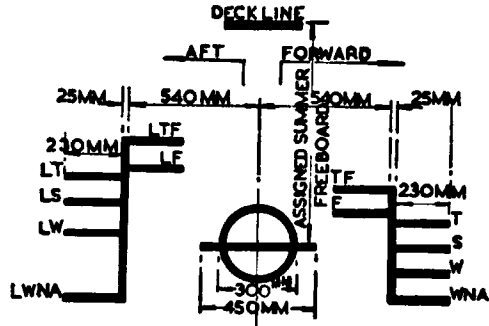 DECK LINE
AFT
FORWARD
25MM
540MM
540MM
25MM
ASSIGNED SUMMER
FREEBOARD
LTF
230MM
LF
LT
TF
230MM
LS
F
T
LW
S
W
300MM
LWNA
WNA
450MM